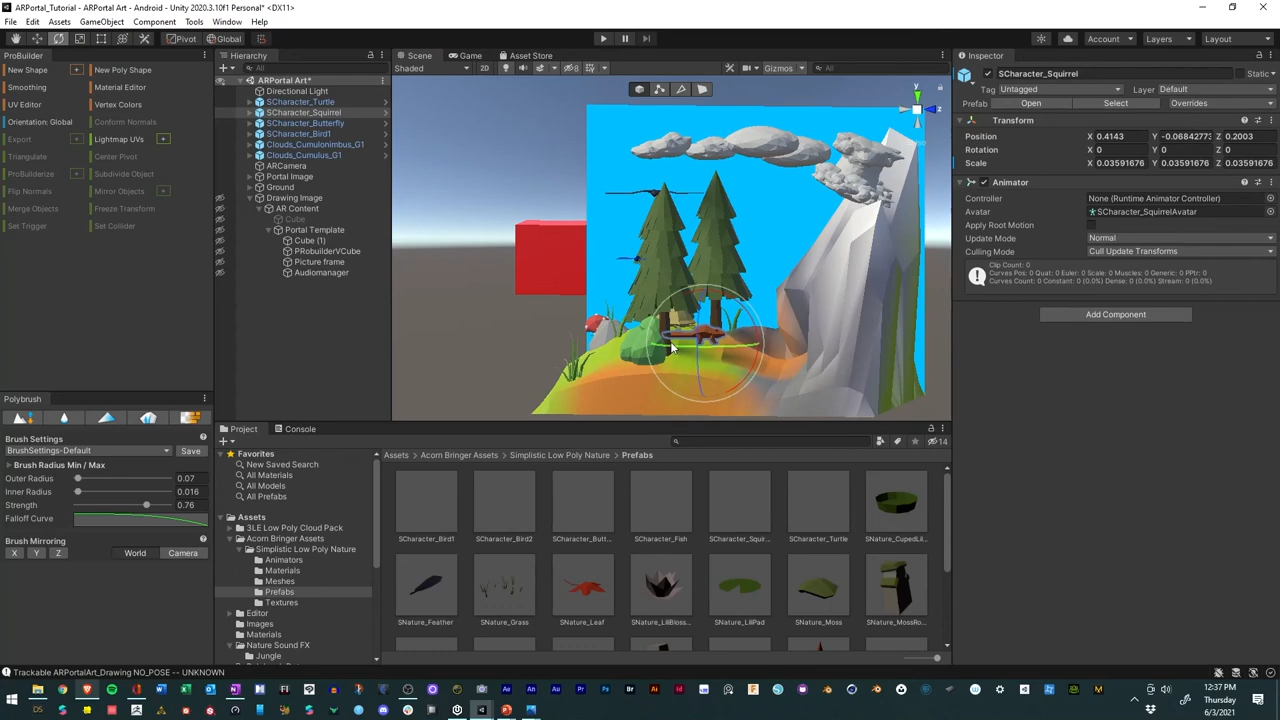 ARPortal_Tutorial - ARPortal Art - Android - Unity 2020.3.10f1 Personal* <DX11>
File Edit Assets GameObject Component Tools Window Help
Pivot Global Account Layers Layout
ProBuilder
New Shape New Poly Shape
Smoothing Material Editor
UV Editor Vertex Colors
Orientation: Global
Export Lightmap UVs
Triangulate Center Pivot
ProBuilderize Subdivide Object
Flip Normals Mirror Objects
Merge Objects Freeze Transform
Set Trigger Set Collider
Polybrush
Brush Settings
BrushSettings-Default Save
Brush Radius Min / Max
Outer Radius 0.07
Inner Radius 0.016
Strength 0.76
Falloff Curve
Brush Mirroring
X Y Z World Camera
Hierarchy
All
ARPortal Art*
Directional Light
SCharacter_Turtle
SCharacter_Squirrel
SCharacter_Butterfly
SCharacter_Bird1
Clouds_Cumulonimbus_G1
Clouds_Cumulus_G1
ARCamera
Portal Image
Ground
Drawing Image
AR Content
Cube
Portal Template
Cube (1)
PRobuilderVCube
Picture frame
Audiomanager
Scene Game Asset Store
Shaded 2D 8 Gizmos All
y
z
Project Console
14
Favorites
New Saved Search
All Materials
All Models
All Prefabs
Assets
3LE Low Poly Cloud Pack
Acorn Bringer Assets
Simplistic Low Poly Nature
Animators
Materials
Meshes
Prefabs
Textures
Editor
Images
Materials
Nature Sound FX
Jungle
Assets > Acorn Bringer Assets > Simplistic Low Poly Nature > Prefabs
SCharacter_Bird1 SCharacter_Bird2 SCharacter_Butt... SCharacter_Fish SCharacter_Squir... SCharacter_Turtle SNature_CupedLil...
SNature_Feather SNature_Grass SNature_Leaf SNature_LiliBloss... SNature_LiliPad SNature_Moss SNature_MossRo...
Inspector
SCharacter_Squirrel Static
Tag Untagged Layer Default
Prefab Open Select Overrides
Transform
Position X 0.4143 Y -0.06842773 Z 0.2003
Rotation X 0 Y 0 Z 0
Scale X 0.03591676 Y 0.03591676 Z 0.03591676
Animator
Controller None (Runtime Animator Controller)
Avatar SCharacter_SquirrelAvatar
Apply Root Motion
Update Mode Normal
Culling Mode Cull Update Transforms
Clip Count: 0
Curves Pos: 0 Quat: 0 Euler: 0 Scale: 0 Muscles: 0 Generic: 0 PPtr: 0
Curves Count: 0 Constant: 0 (0.0%) Dense: 0 (0.0%) Stream: 0 (0.0%)
Add Component
Trackable ARPortalArt_Drawing NO_POSE -- UNKNOWN
12:37 PM
Thursday
6/3/2021